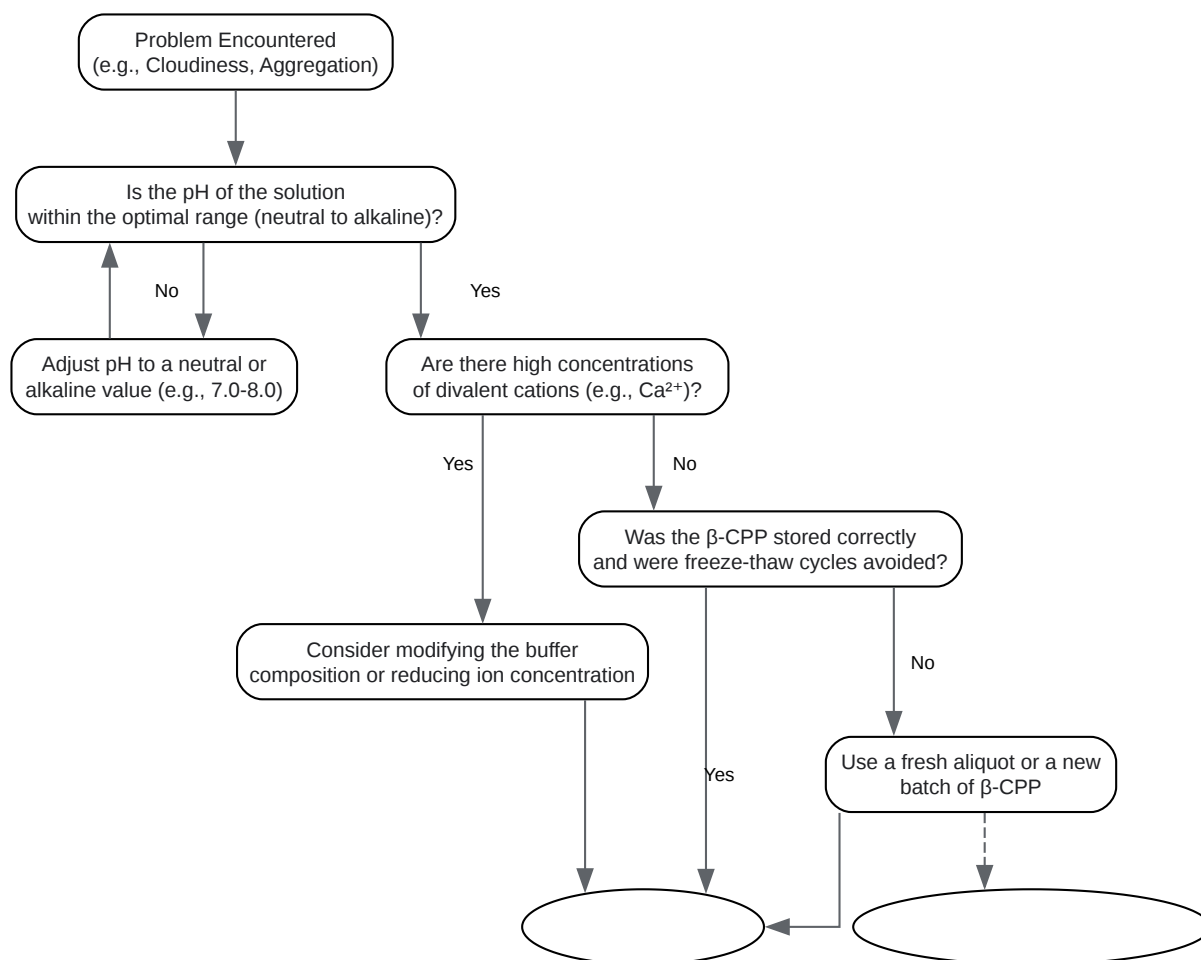 Problem Encountered
(e.g., Cloudiness, Aggregation)
Is the pH of the solution
within the optimal range (neutral to alkaline)?
No
Yes
Adjust pH to a neutral or
alkaline value (e.g., 7.0-8.0)
Are there high concentrations
of divalent cations (e.g., Ca²⁺)?
Yes
No
Was the β-CPP stored correctly
and were freeze-thaw cycles avoided?
Consider modifying the buffer
composition or reducing ion concentration
No
Yes
Use a fresh aliquot or a new
batch of β-CPP